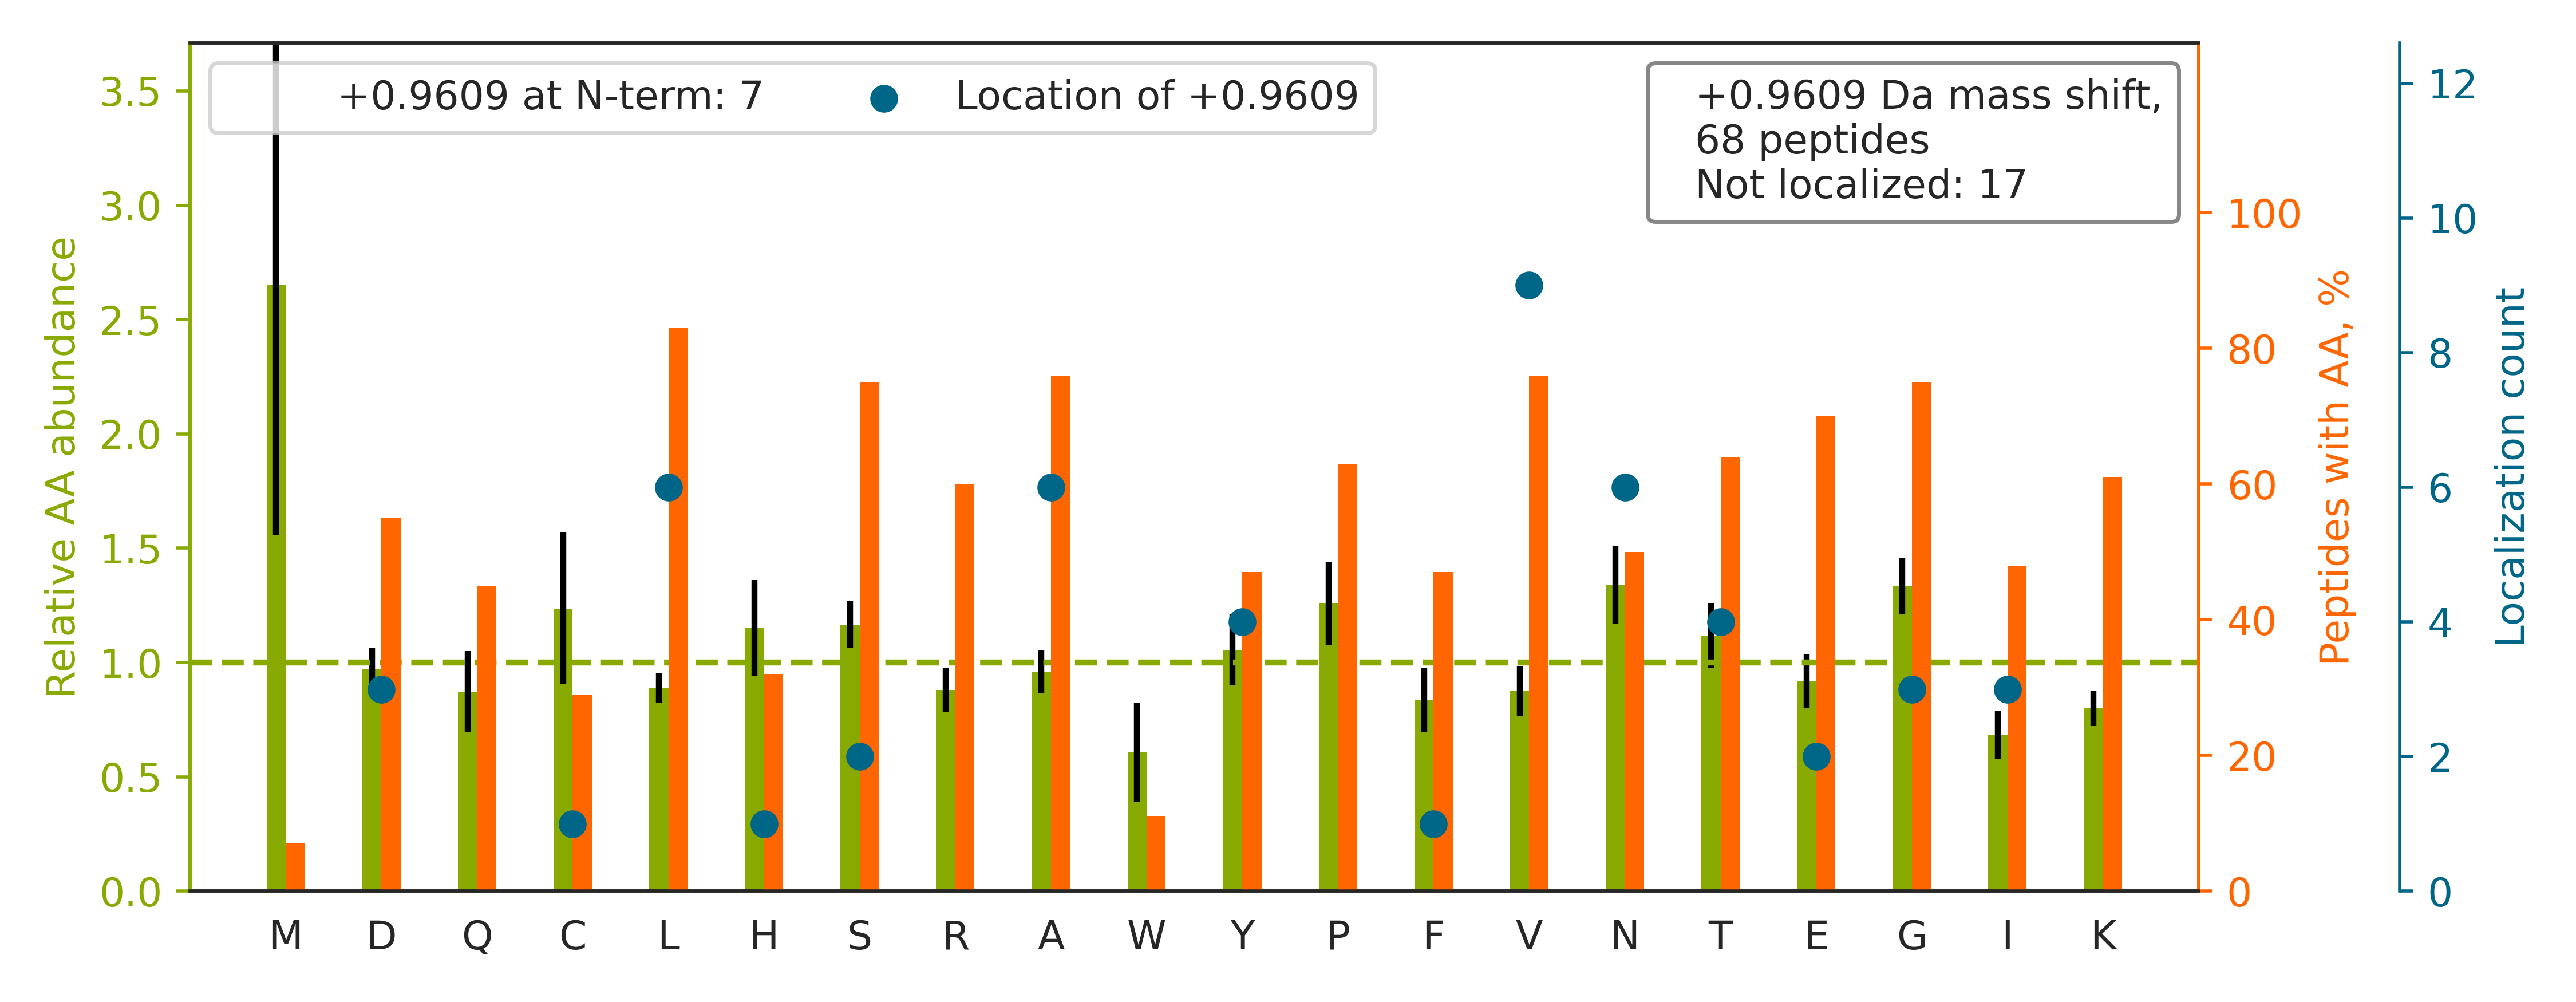 +0.9609 at N-term: 7
Location of +0.9609
+0.9609 Da mass shift,
68 peptides
Not localized: 17
Relative AA abundance
3.5
3.0
2.5
2.0
1.5
1.0
0.5
0.0
M D Q C L H S R A W Y P F V N T E G I K
100
80
60
40
20
0
Peptides with AA, %
12
10
8
6
4
2
0
Localization count